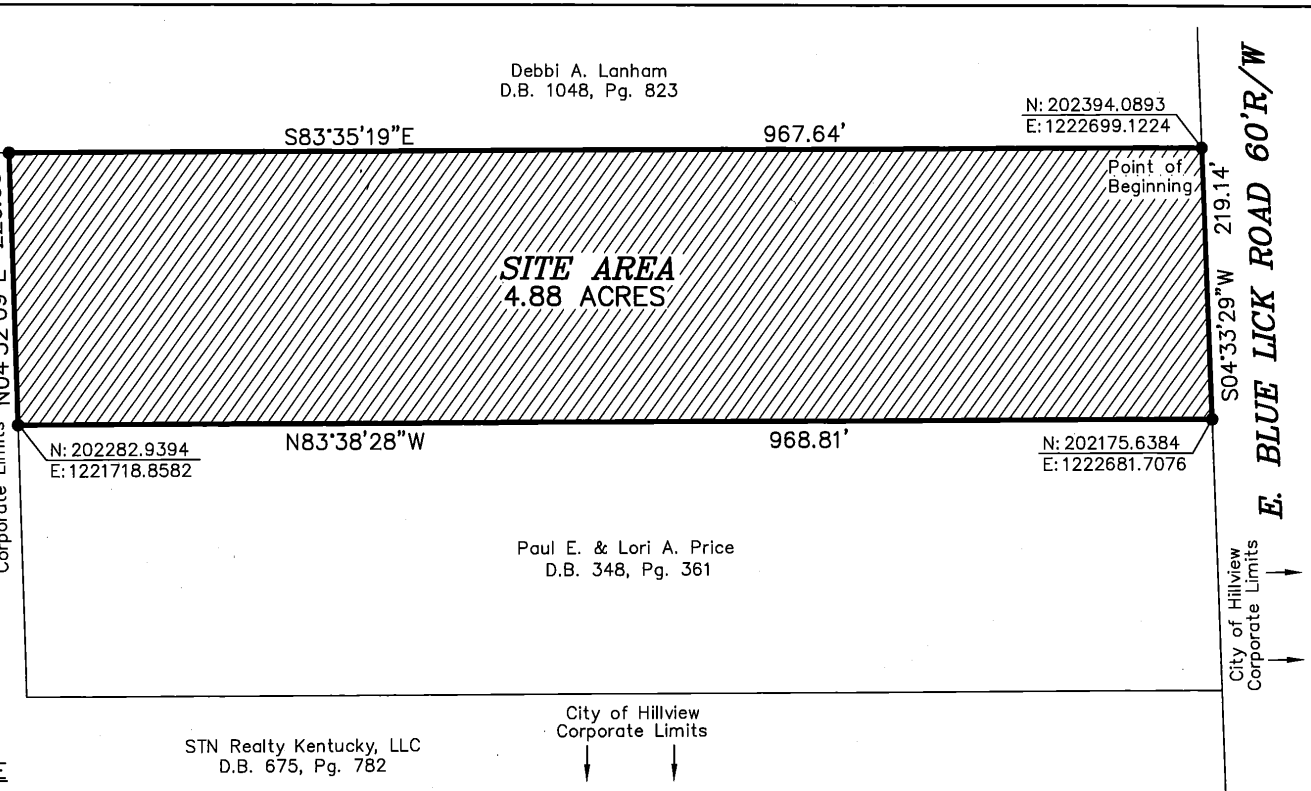 Debbi A. Lanham
D.B. 1048, Pg. 823
N: 202394.0893
E: 1222699.1224
S83°35'19"E
967.64'
Point of
Beginning
SITE AREA
4.88 ACRES
219.14'
S04°33'29"W
E. BLUE LICK ROAD 60'R/W
N83°38'28"W
968.81'
N: 202282.9394
E: 1221718.8582
N: 202175.6384
E: 1222681.7076
Corporate Limits
Paul E. & Lori A. Price
D.B. 348, Pg. 361
City of Hillview
Corporate Limits
City of Hillview
Corporate Limits
STN Realty Kentucky, LLC
D.B. 675, Pg. 782